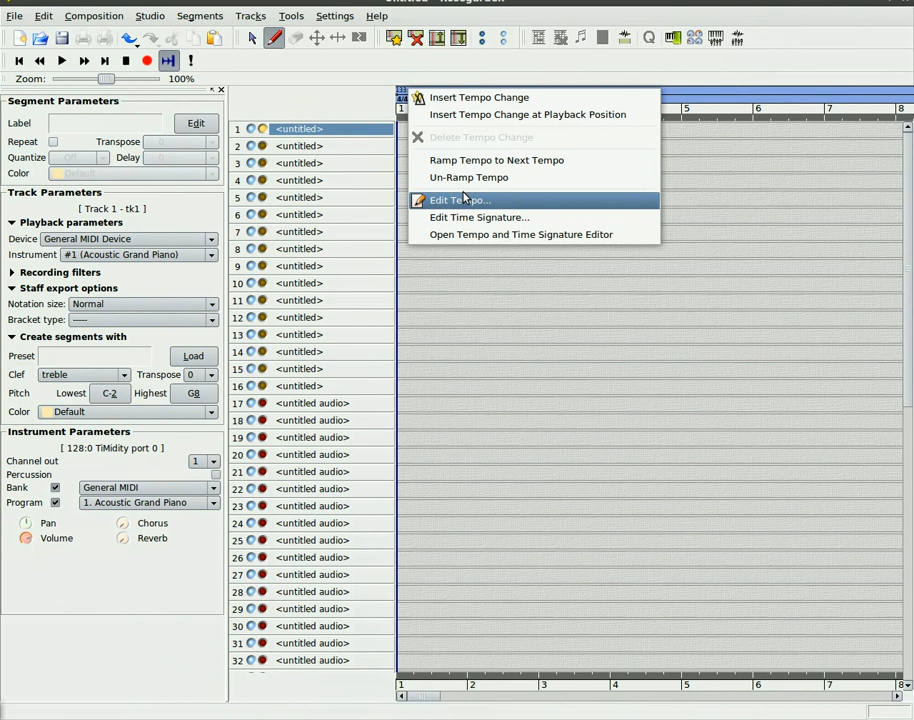 File Edit Composition Studio Segments Tracks Tools Settings Help
Zoom: 100%
Segment Parameters
Label Edit
Repeat Transpose 0
Quantize Off Delay 0
Color Default
Track Parameters
[ Track 1 - tk1 ]
Playback parameters
Device General MIDI Device
Instrument #1 (Acoustic Grand Piano)
Recording filters
Staff export options
Notation size: Normal
Bracket type: -----
Create segments with
Preset Load
Clef treble Transpose 0
Pitch Lowest C-2 Highest G8
Color Default
Instrument Parameters
[ 128:0 TiMidity port 0 ]
Channel out 1
Percussion
Bank General MIDI
Program 1. Acoustic Grand Piano
Pan Chorus
Volume Reverb
1 <untitled>
2 <untitled>
3 <untitled>
4 <untitled>
5 <untitled>
6 <untitled>
7 <untitled>
8 <untitled>
9 <untitled>
10 <untitled>
11 <untitled>
12 <untitled>
13 <untitled>
14 <untitled>
15 <untitled>
16 <untitled>
17 <untitled audio>
18 <untitled audio>
19 <untitled audio>
20 <untitled audio>
21 <untitled audio>
22 <untitled audio>
23 <untitled audio>
24 <untitled audio>
25 <untitled audio>
26 <untitled audio>
27 <untitled audio>
28 <untitled audio>
29 <untitled audio>
30 <untitled audio>
31 <untitled audio>
32 <untitled audio>
4/4
1 5 6 7 8
Insert Tempo Change
Insert Tempo Change at Playback Position
Delete Tempo Change
Ramp Tempo to Next Tempo
Un-Ramp Tempo
Edit Tempo...
Edit Time Signature...
Open Tempo and Time Signature Editor
1 2 3 4 5 6 7 8